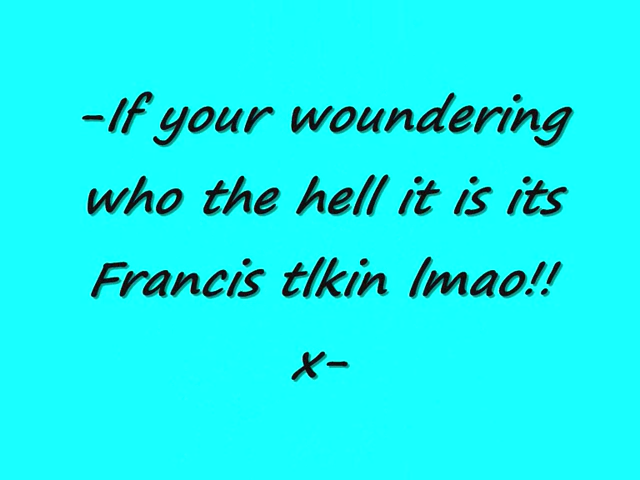 -If your woundering
who the hell it is its
Francis tlkin lmao!!
x-